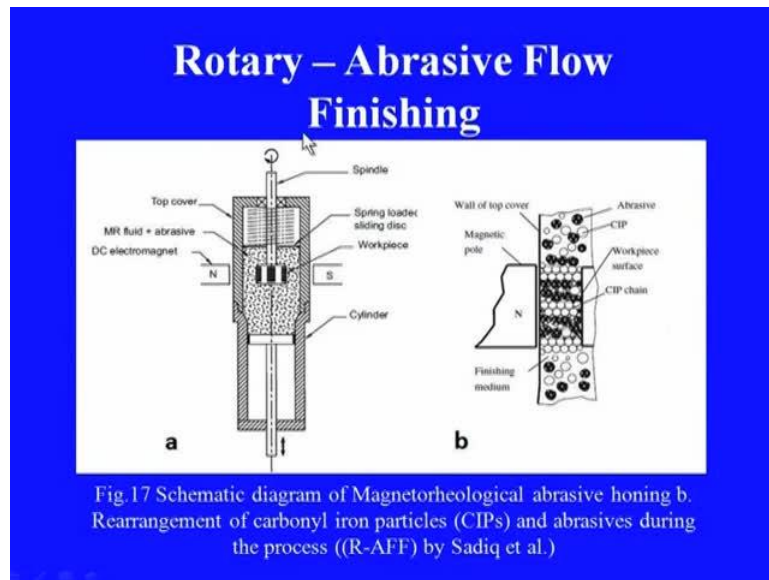 Rotary – Abrasive Flow
Finishing
Spindle
Top cover
Spring loaded
sliding disc
MR fluid + abrasive
Workpiece
DC electromagnet
N
S
Cylinder
a
Wall of top cover
Abrasive
CIP
Magnetic
pole
Workpiece
surface
CIP chain
N
Finishing
medium
b
Fig.17 Schematic diagram of Magnetorheological abrasive honing b.
Rearrangement of carbonyl iron particles (CIPs) and abrasives during
the process ((R-AFF) by Sadiq et al.)